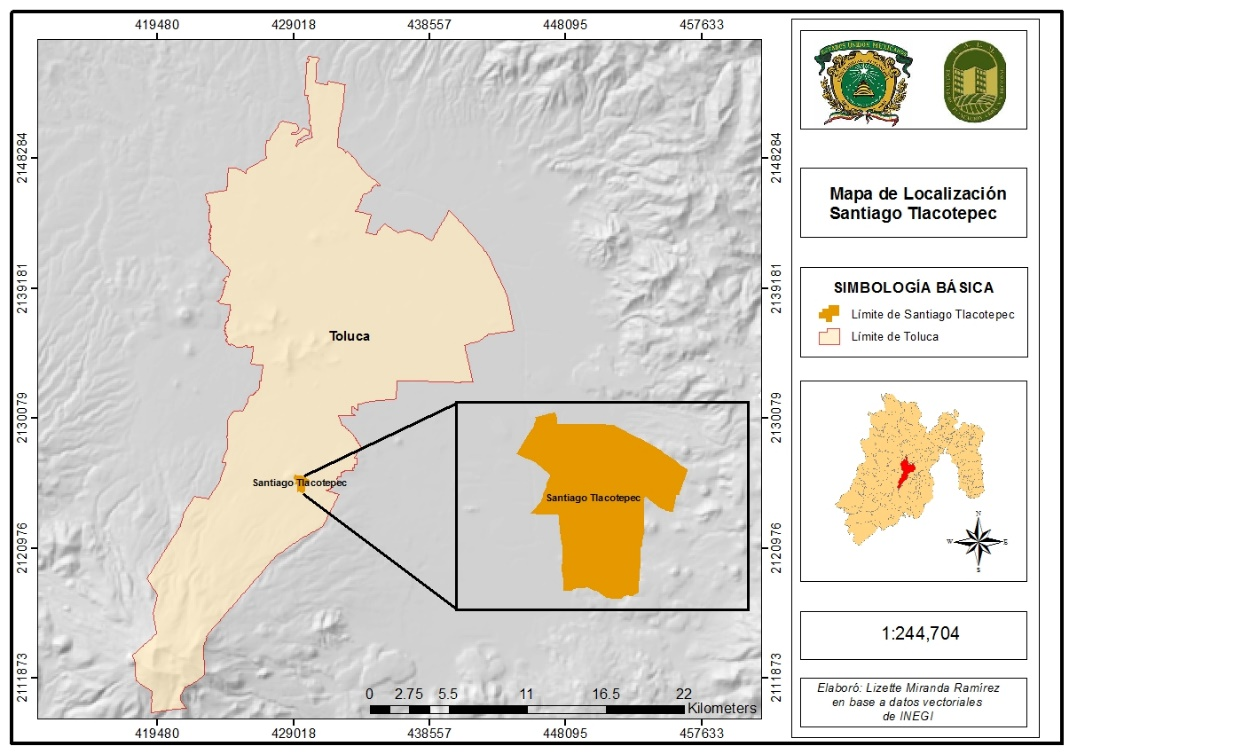 419480 429018 438557 448095 457633
2148284
2139181
2130079
2120976
2111873
Toluca
Santiago Tlacotepec
Santiago Tlacotepec
0 2.75 5.5 11 16.5 22
Kilometers
2148284
2139181
2130079
2120976
2111873
419480 429018 438557 448095 457633
ESTADOS UNIDOS MEXICANOS
Mapa de Localización
Santiago Tlacotepec
SIMBOLOGÍA BÁSICA
Límite de Santiago Tlacotepec
Límite de Toluca
N
W E
S
1:244,704
Elaboró: Lizette Miranda Ramírez
en base a datos vectoriales
de INEGI